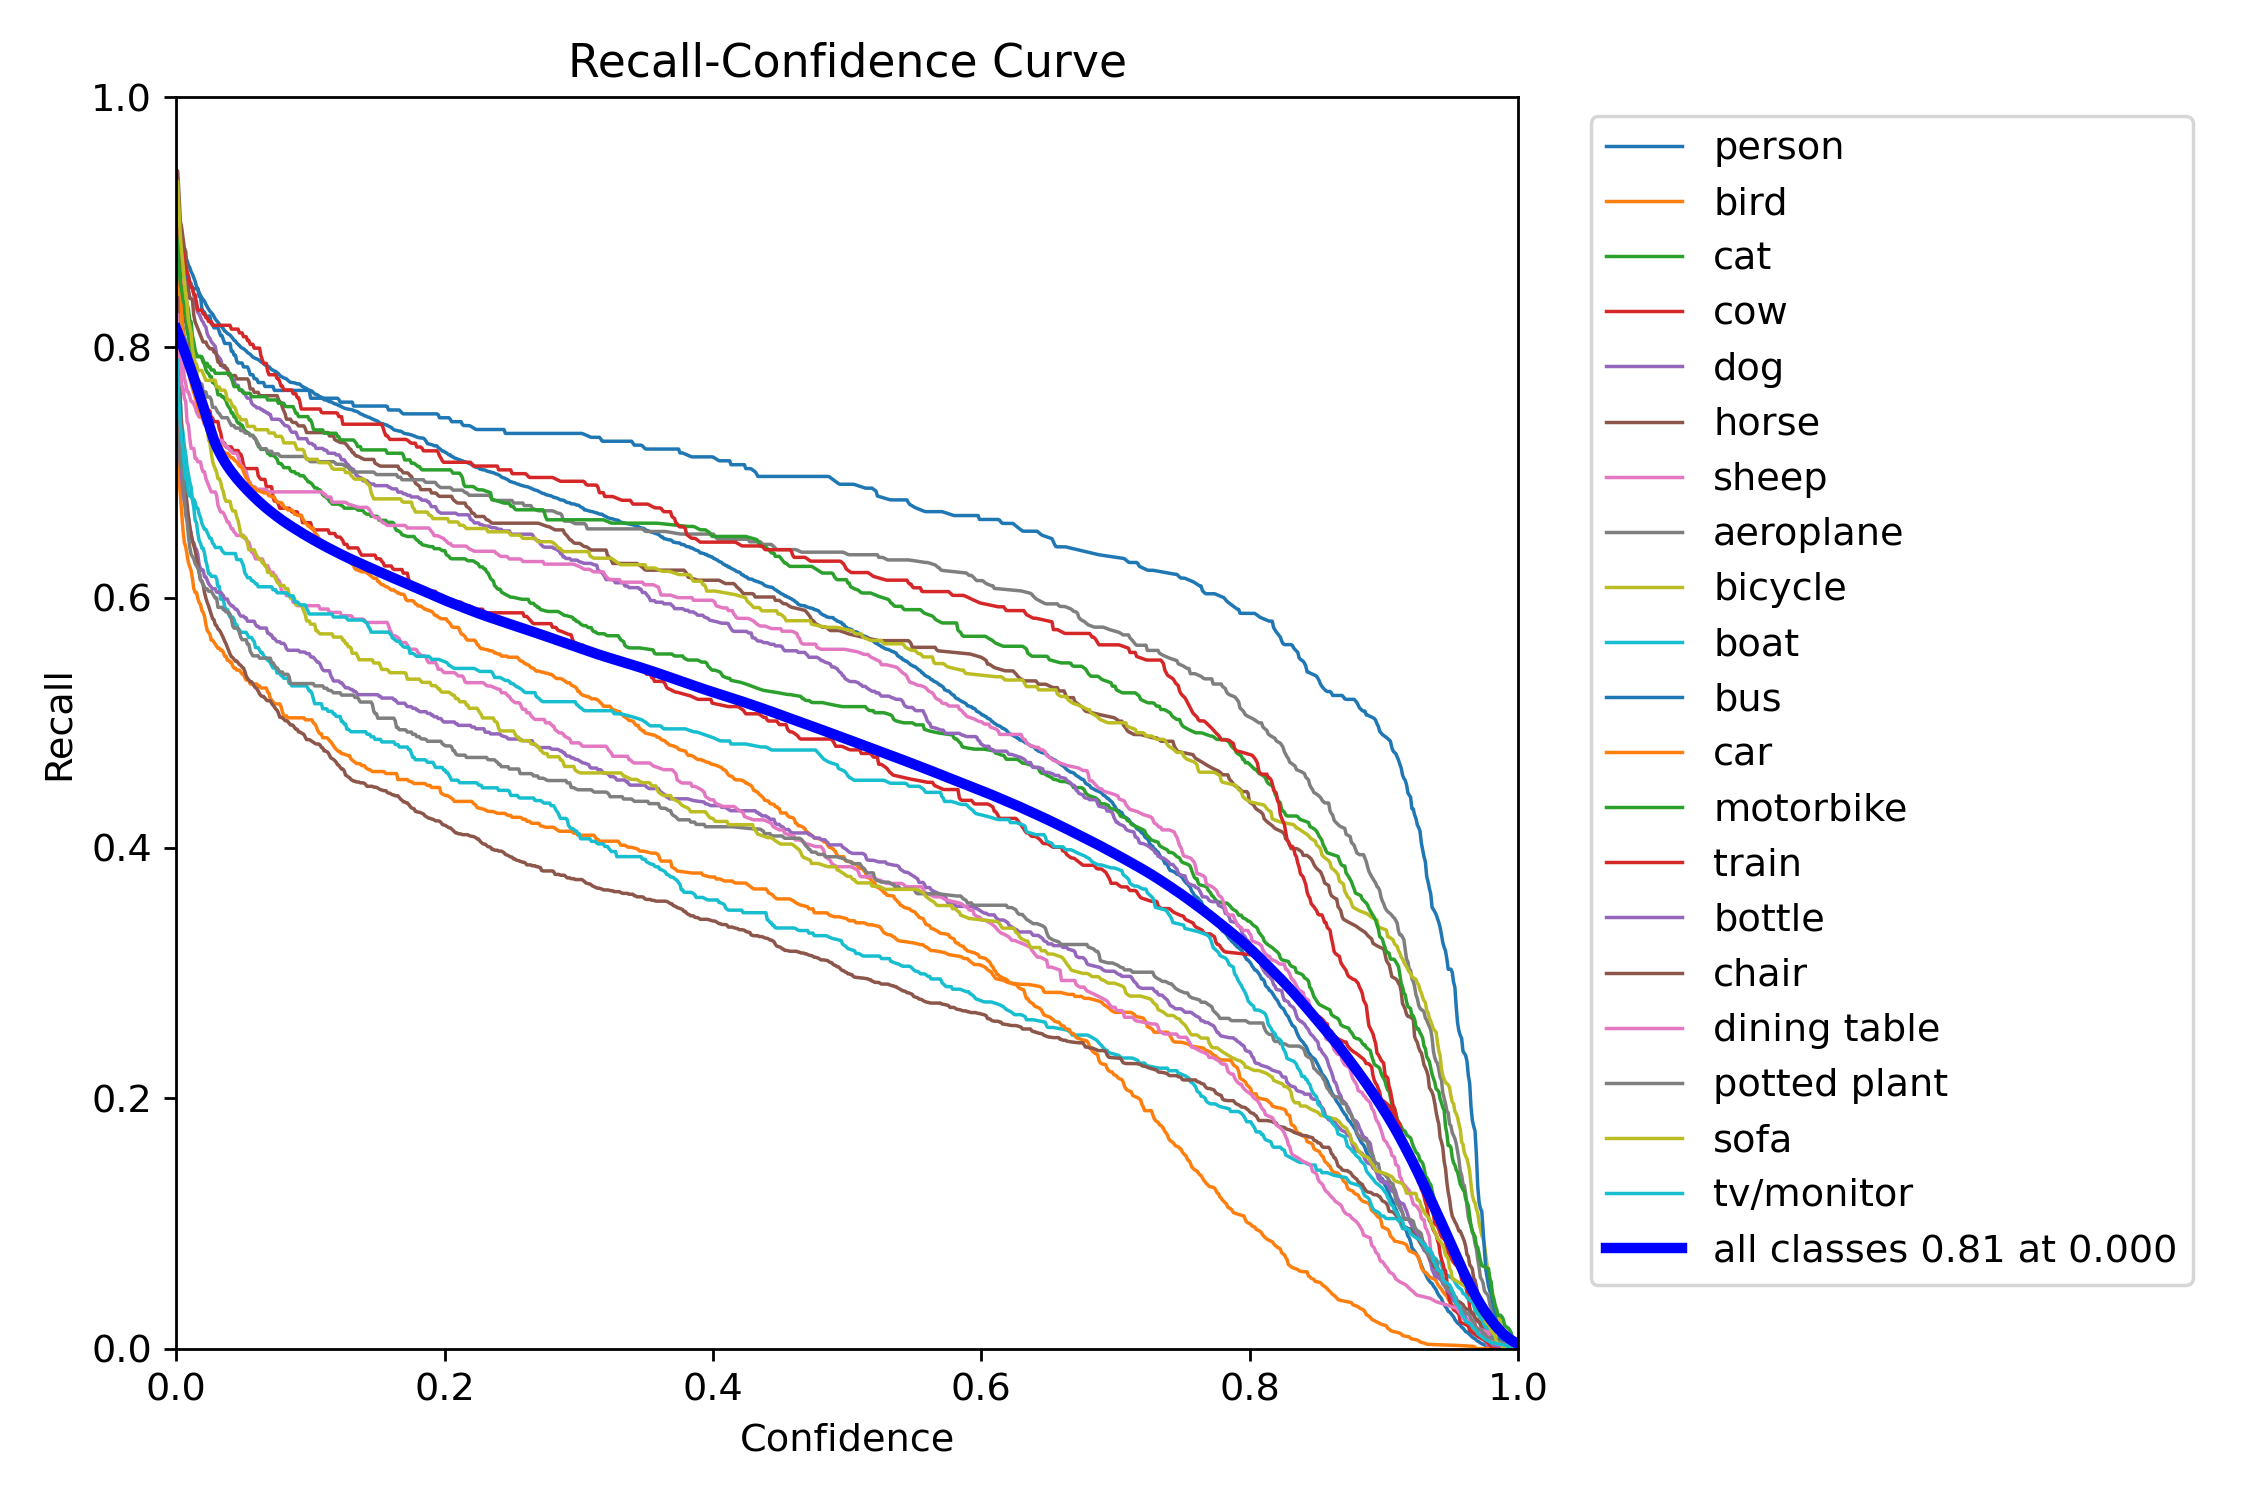 Recall-Confidence Curve
1.0
0.8
0.6
0.4
0.2
0.0
Recall
0.0 0.2 0.4 0.6 0.8 1.0
Confidence
person
bird
cat
cow
dog
horse
sheep
aeroplane
bicycle
boat
bus
car
motorbike
train
bottle
chair
dining table
potted plant
sofa
tv/monitor
all classes 0.81 at 0.000